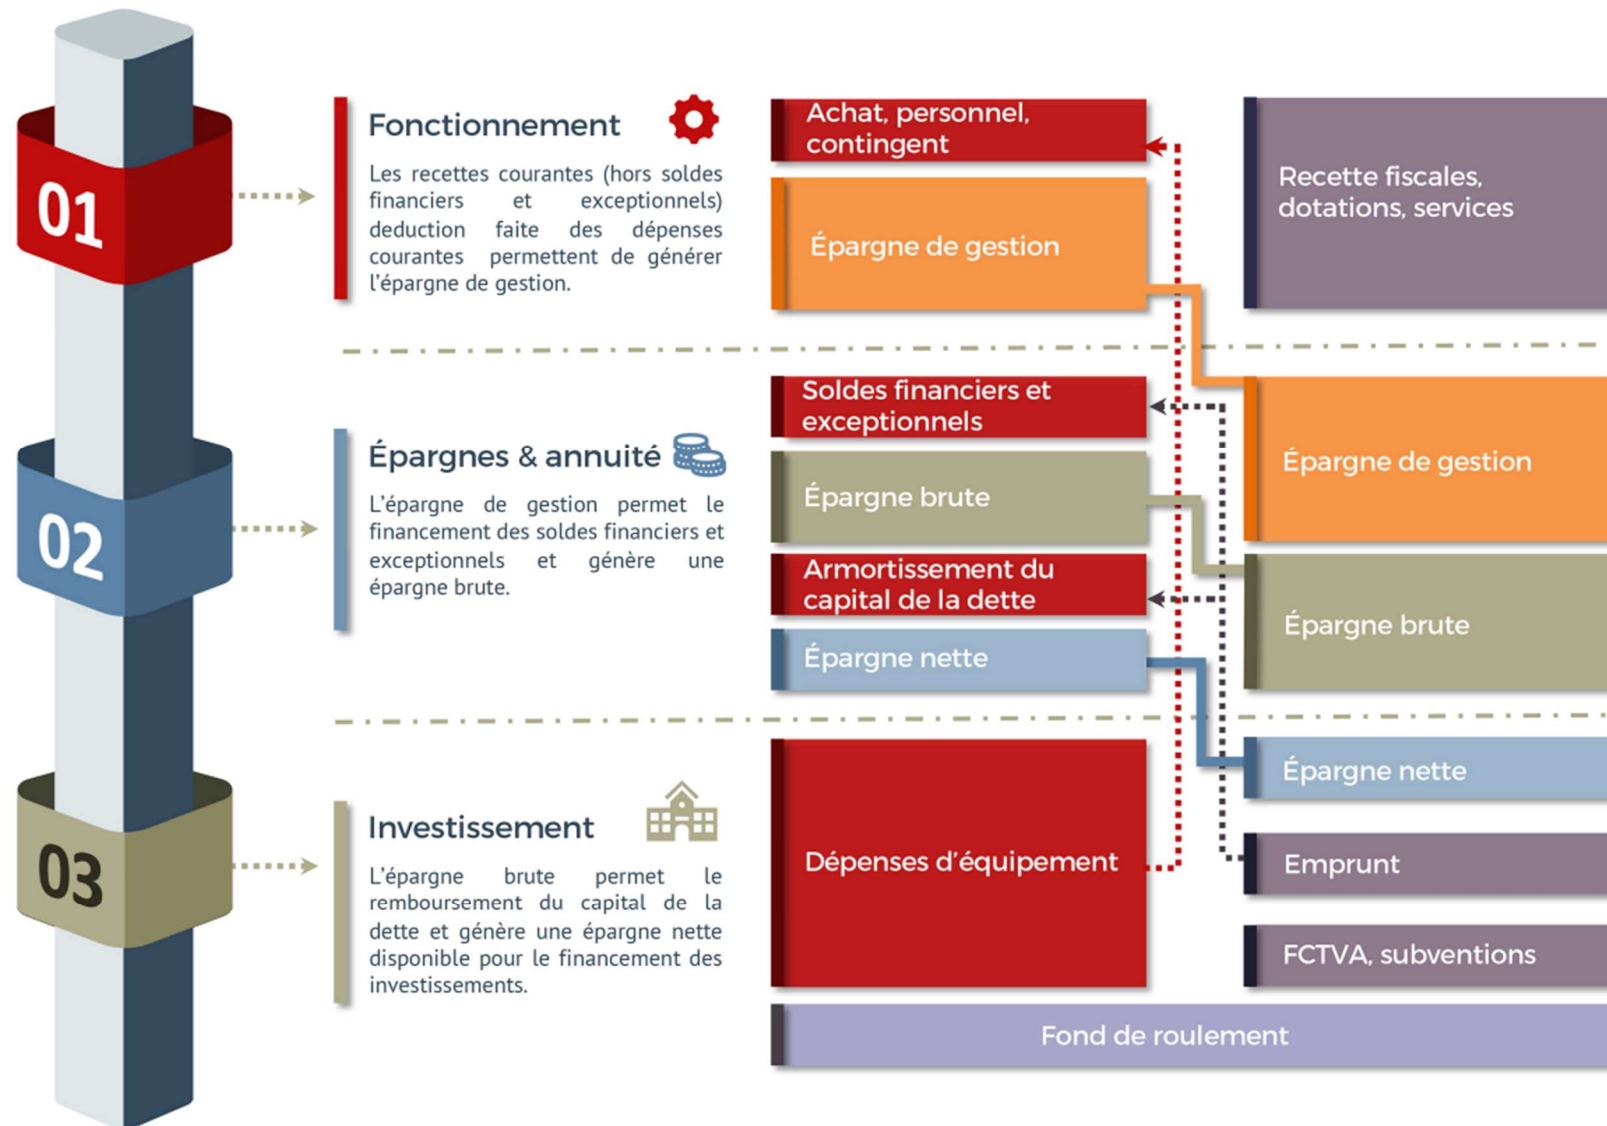 01
Fonctionnement
Les recettes courantes (hors soldes
financiers et exceptionnels)
deduction faite des dépenses
courantes permettent de générer
l'épargne de gestion.
Achat, personnel,
contingent
Épargne de gestion
Recette fiscales,
dotations, services
02
Épargnes & annuité
L'épargne de gestion permet le
financement des soldes financiers et
exceptionnels et génère une
épargne brute.
Soldes financiers et
exceptionnels
Épargne brute
Armortissement du
capital de la dette
Épargne nette
Épargne de gestion
Épargne brute
03
Investissement
L'épargne brute permet le
remboursement du capital de la
dette et génère une épargne nette
disponible pour le financement des
investissements.
Dépenses d'équipement
Épargne nette
Emprunt
FCTVA, subventions
Fond de roulement